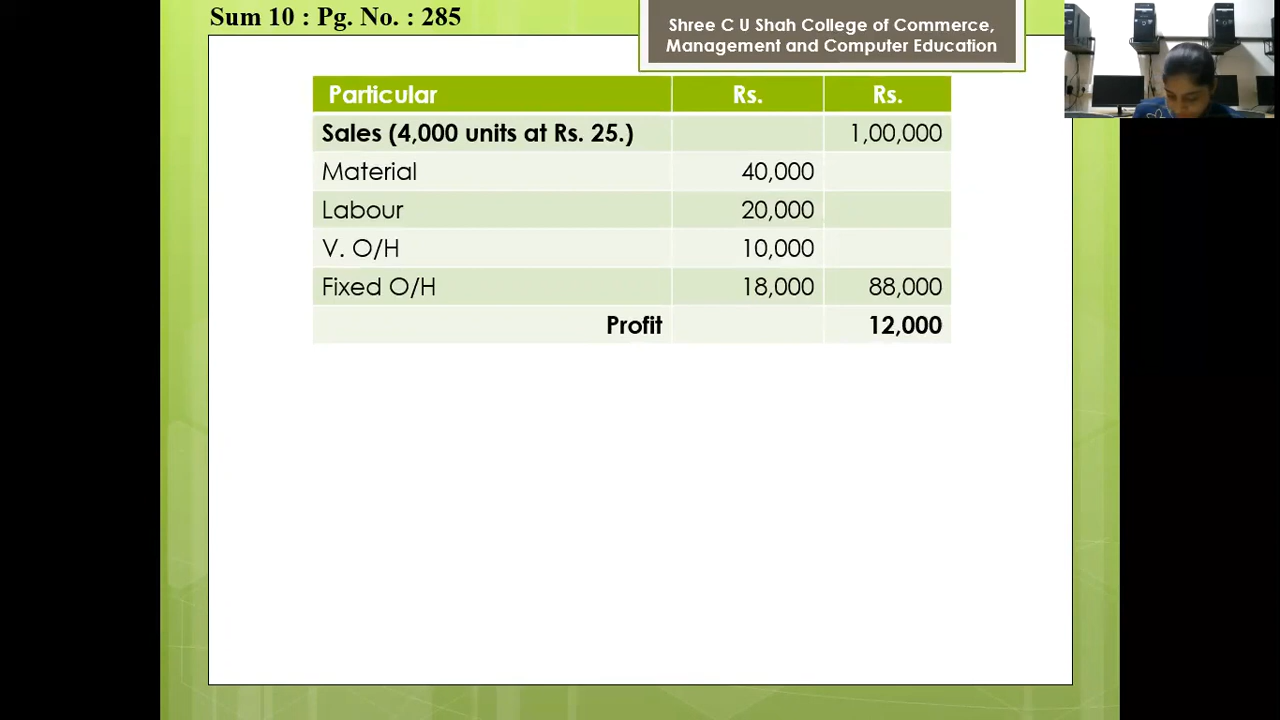 Sum 10 : Pg. No. : 285
Shree C U Shah College of Commerce,
Management and Computer Education
Particular Rs. Rs.
Sales (4,000 units at Rs. 25.) 1,00,000
Material 40,000
Labour 20,000
V. O/H 10,000
Fixed O/H 18,000 88,000
Profit 12,000